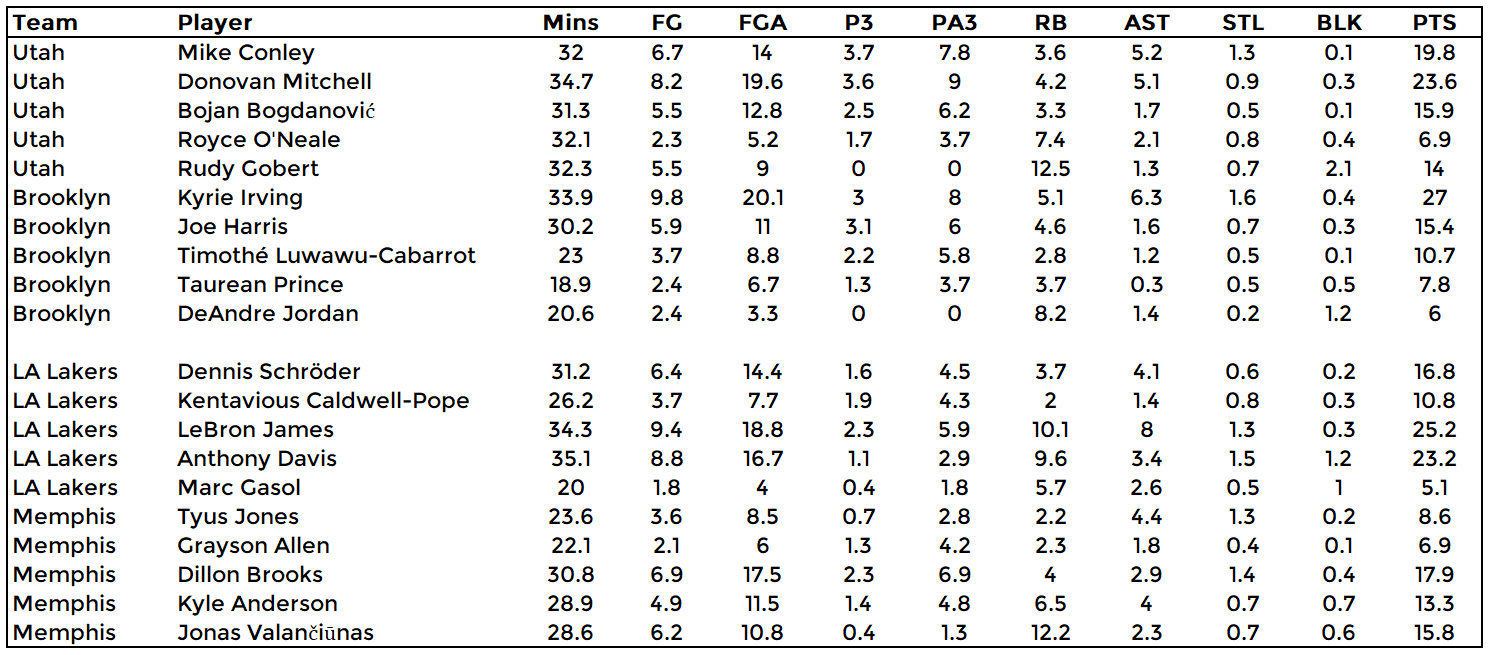 Team Player Mins FG FGA P3 PA3 RB AST STL BLK PTS
Utah Mike Conley 32 6.7 14 3.7 7.8 3.6 5.2 1.3 0.1 19.8
Utah Donovan Mitchell 34.7 8.2 19.6 3.6 9 4.2 5.1 0.9 0.3 23.6
Utah Bojan Bogdanović 31.3 5.5 12.8 2.5 6.2 3.3 1.7 0.5 0.1 15.9
Utah Royce O'Neale 32.1 2.3 5.2 1.7 3.7 7.4 2.1 0.8 0.4 6.9
Utah Rudy Gobert 32.3 5.5 9 0 0 12.5 1.3 0.7 2.1 14
Brooklyn Kyrie Irving 33.9 9.8 20.1 3 8 5.1 6.3 1.6 0.4 27
Brooklyn Joe Harris 30.2 5.9 11 3.1 6 4.6 1.6 0.7 0.3 15.4
Brooklyn Timothé Luwawu-Cabarrot 23 3.7 8.8 2.2 5.8 2.8 1.2 0.5 0.1 10.7
Brooklyn Taurean Prince 18.9 2.4 6.7 1.3 3.7 3.7 0.3 0.5 0.5 7.8
Brooklyn DeAndre Jordan 20.6 2.4 3.3 0 0 8.2 1.4 0.2 1.2 6
LA Lakers Dennis Schröder 31.2 6.4 14.4 1.6 4.5 3.7 4.1 0.6 0.2 16.8
LA Lakers Kentavious Caldwell-Pope 26.2 3.7 7.7 1.9 4.3 2 1.4 0.8 0.3 10.8
LA Lakers LeBron James 34.3 9.4 18.8 2.3 5.9 10.1 8 1.3 0.3 25.2
LA Lakers Anthony Davis 35.1 8.8 16.7 1.1 2.9 9.6 3.4 1.5 1.2 23.2
LA Lakers Marc Gasol 20 1.8 4 0.4 1.8 5.7 2.6 0.5 1 5.1
Memphis Tyus Jones 23.6 3.6 8.5 0.7 2.8 2.2 4.4 1.3 0.2 8.6
Memphis Grayson Allen 22.1 2.1 6 1.3 4.2 2.3 1.8 0.4 0.1 6.9
Memphis Dillon Brooks 30.8 6.9 17.5 2.3 6.9 4 2.9 1.4 0.4 17.9
Memphis Kyle Anderson 28.9 4.9 11.5 1.4 4.8 6.5 4 0.7 0.7 13.3
Memphis Jonas Valančiūnas 28.6 6.2 10.8 0.4 1.3 12.2 2.3 0.7 0.6 15.8